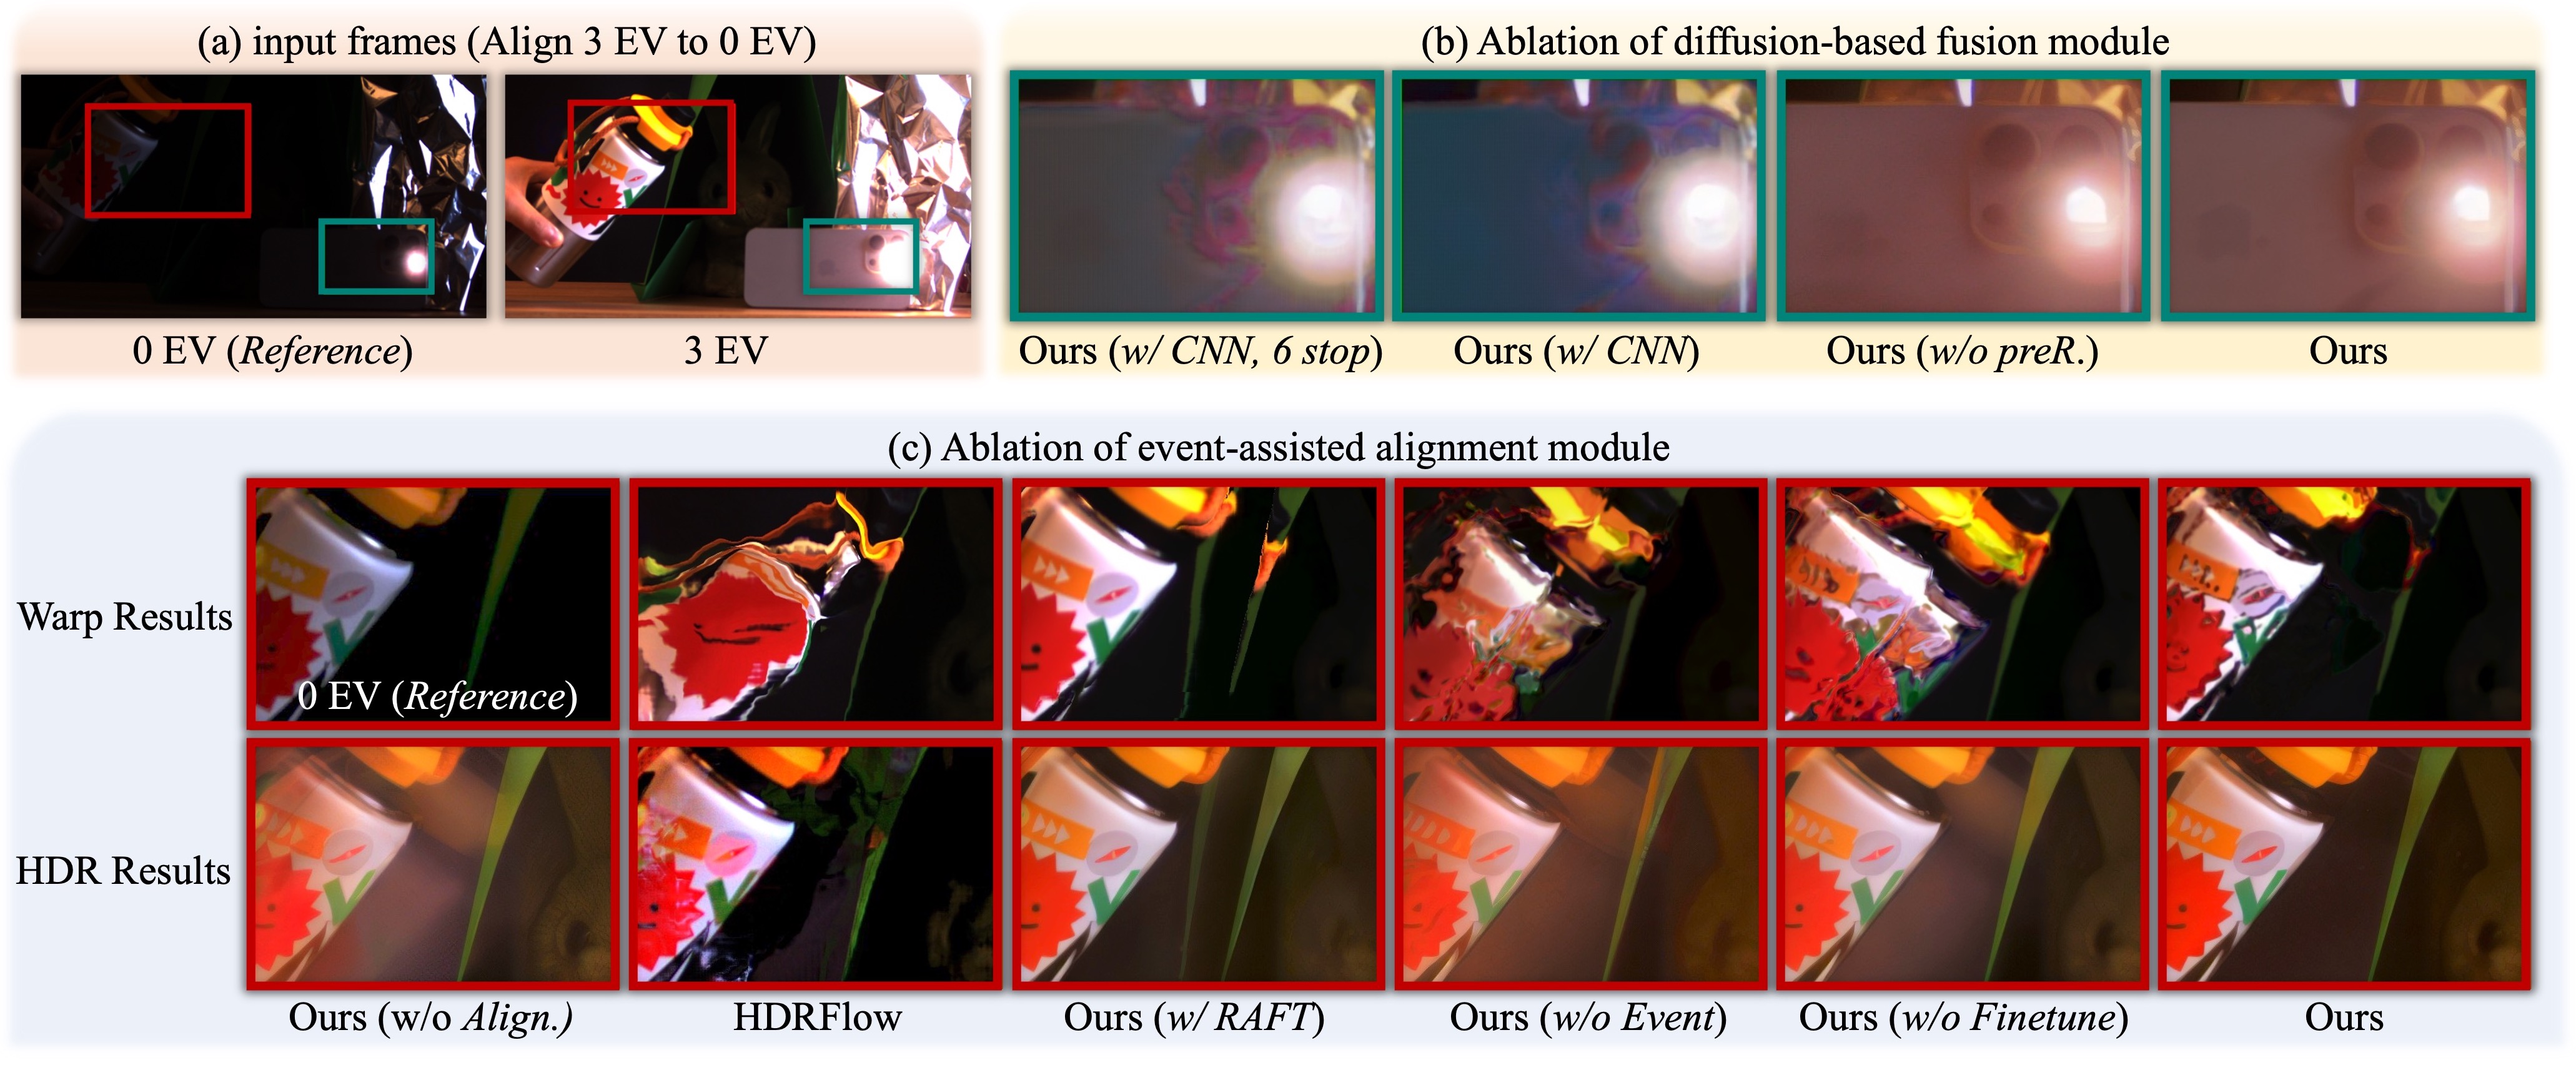 (a) input frames (Align 3 EV to 0 EV)
0 EV (Reference)
3 EV
(b) Ablation of diffusion-based fusion module
Ours (w/ CNN, 6 stop)
Ours (w/ CNN)
Ours (w/o preR.)
Ours
(c) Ablation of event-assisted alignment module
Warp Results
0 EV (Reference)
HDR Results
Ours (w/o Align.)
HDRFlow
Ours (w/ RAFT)
Ours (w/o Event)
Ours (w/o Finetune)
Ours